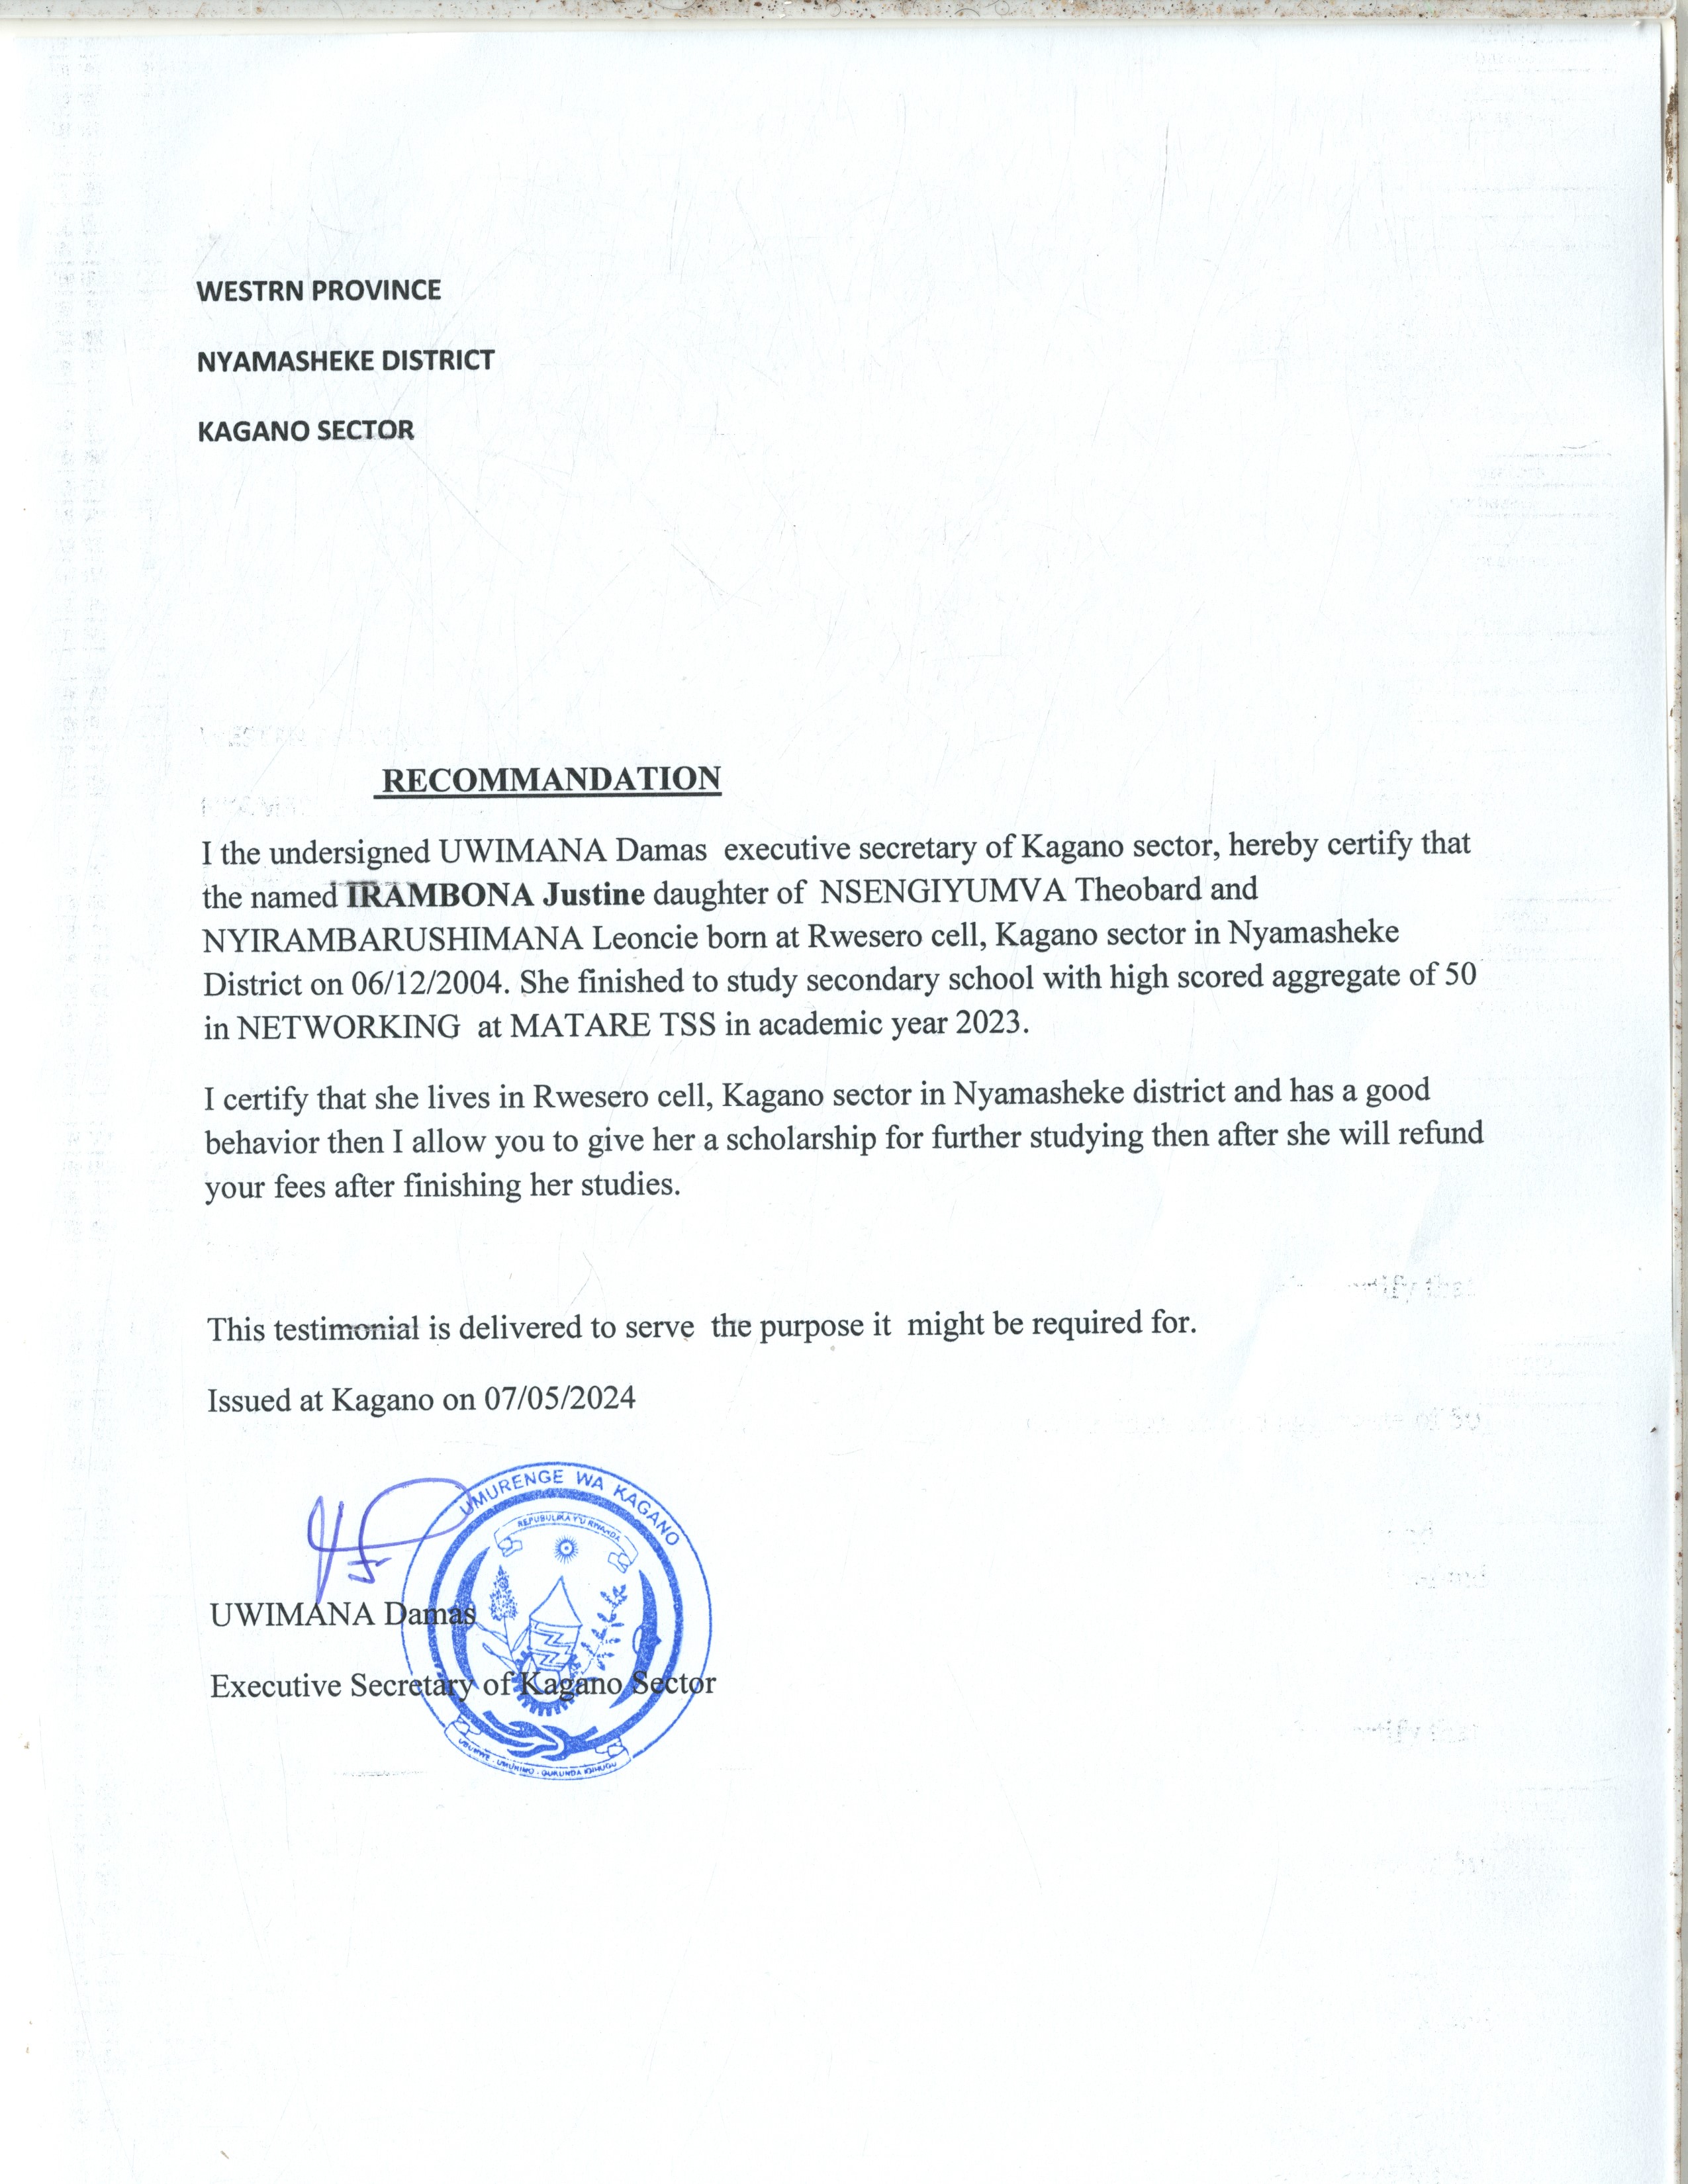 WESTRN PROVINCE
NYAMASHEKE DISTRICT
KAGANO SECTOR
RECOMMANDATION
I the undersigned UWIMANA Damas executive secretary of Kagano sector, hereby certify that
the named IRAMBONA Justine daughter of NSENGIYUMVA Theobard and
NYIRAMBARUSHIMANA Leoncie born at Rwesero cell, Kagano sector in Nyamasheke
District on 06/12/2004. She finished to study secondary school with high scored aggregate of 50
in NETWORKING at MATARE TSS in academic year 2023.
I certify that she lives in Rwesero cell, Kagano sector in Nyamasheke district and has a good
behavior then I allow you to give her a scholarship for further studying then after she will refund
your fees after finishing her studies.
This testimonial is delivered to serve the purpose it might be required for.
Issued at Kagano on 07/05/2024
UMURENGE WA KAGANO
REPUBULIKA Y'U RWANDA
UWIMANA Damas
Executive Secretary of Kagano Sector
UBUMWE - UMURIMO - GUKUNDA IGIHUGU